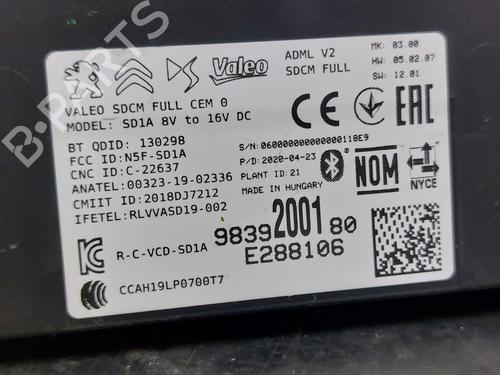 B-PARTS
Valeo
ADML V2
SDCM FULL
MK: 03.00
HW: 05.02.07
SW: 12.01
VALEO SDCM FULL CEM 0
MODEL: SD1A 8V to 16V DC
BT QDID: 130298
FCC ID:N5F-SD1A
CNC ID:C-22637
ANATEL:00323-19-02336
CMIIT ID:2018DJ7212
IFETEL:RLVVASD19-002
CE
EAC
S/N:060000000000000118E9
P/D:2020-04-23
PLANT ID:21
MADE IN HUNGARY
NOM
NYCE
R-C-VCD-SD1A
9839200180
E288106
CCAH19LP0700T7